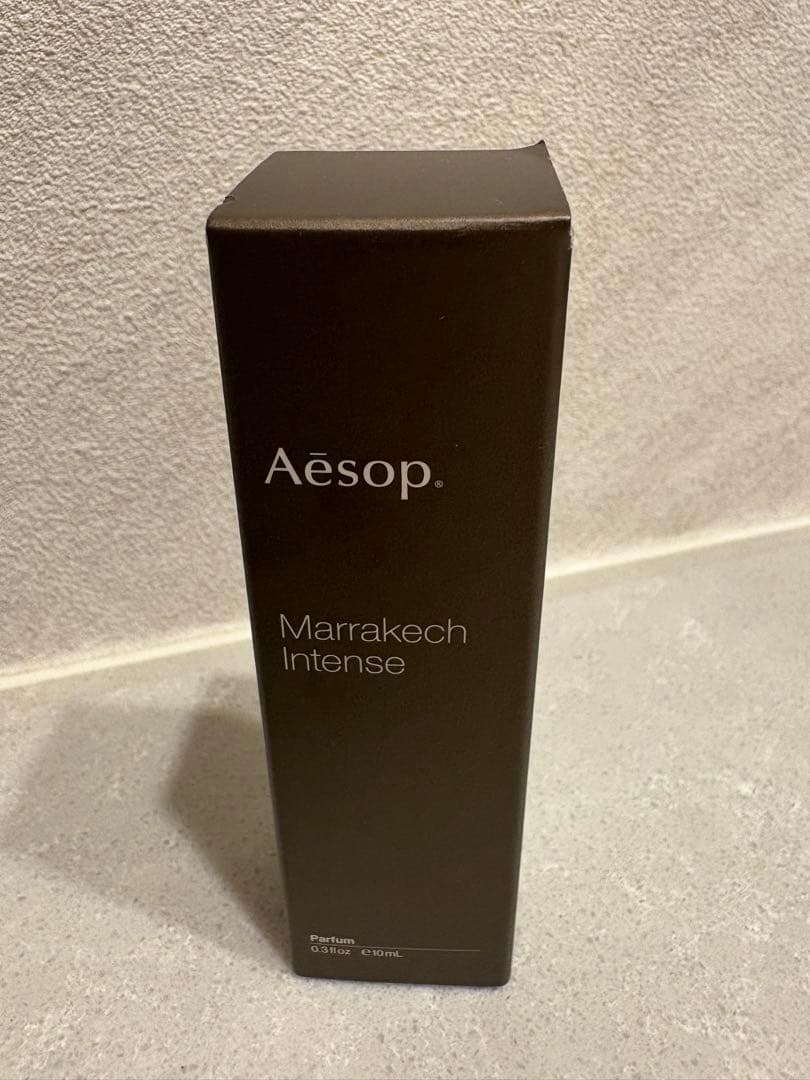 Aēsop®
Marrakech
Intense
Parfum
0.3 fl oz ℮10 mL